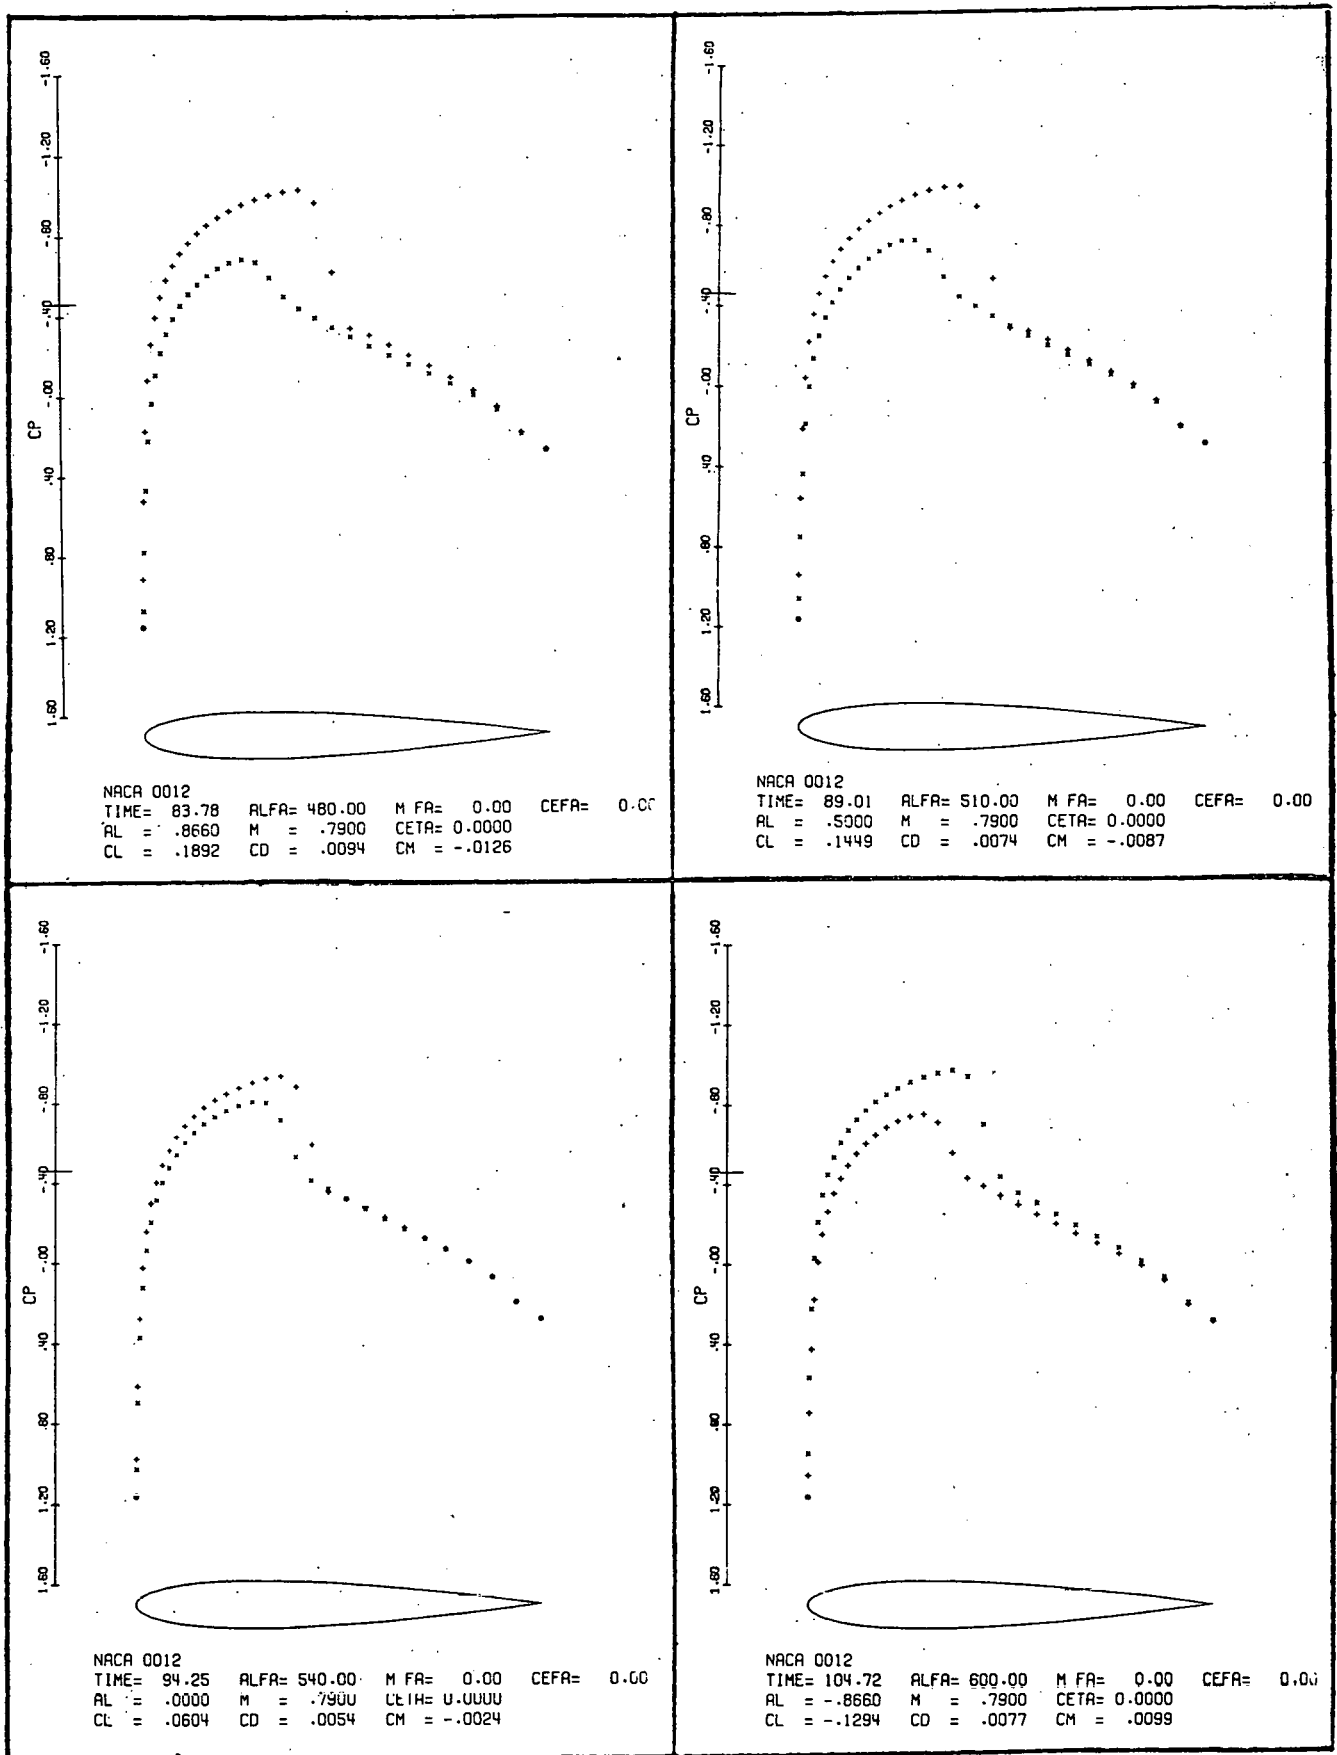 -1.60
-1.20
-.80
-.40
-.00
CP
.40
.80
1.20
1.60
NACA 0012
TIME= 83.78 ALFA= 480.00 M FA= 0.00 CEFA= 0.00
AL = .8660 M = .7900 CETA= 0.0000
CL = .1892 CD = .0094 CM = -.0126
-1.60
-1.20
-.80
-.40
-.00
CP
.40
.80
1.20
1.60
NACA 0012
TIME= 89.01 ALFA= 510.00 M FA= 0.00 CEFA= 0.00
AL = .5000 M = .7900 CETA= 0.0000
CL = .1449 CD = .0074 CM = -.0087
-1.60
-1.20
-.80
-.40
-.00
CP
.40
.80
1.20
1.60
NACA 0012
TIME= 94.25 ALFA= 540.00 M FA= 0.00 CEFA= 0.00
AL = .0000 M = .7900 CETA= 0.0000
CL = .0604 CD = .0054 CM = -.0024
-1.60
-1.20
-.80
-.40
-.00
CP
.40
.80
1.20
1.60
NACA 0012
TIME= 104.72 ALFA= 600.00 M FA= 0.00 CEFA= 0.00
AL = -.8660 M = .7900 CETA= 0.0000
CL = -.1294 CD = .0077 CM = .0099